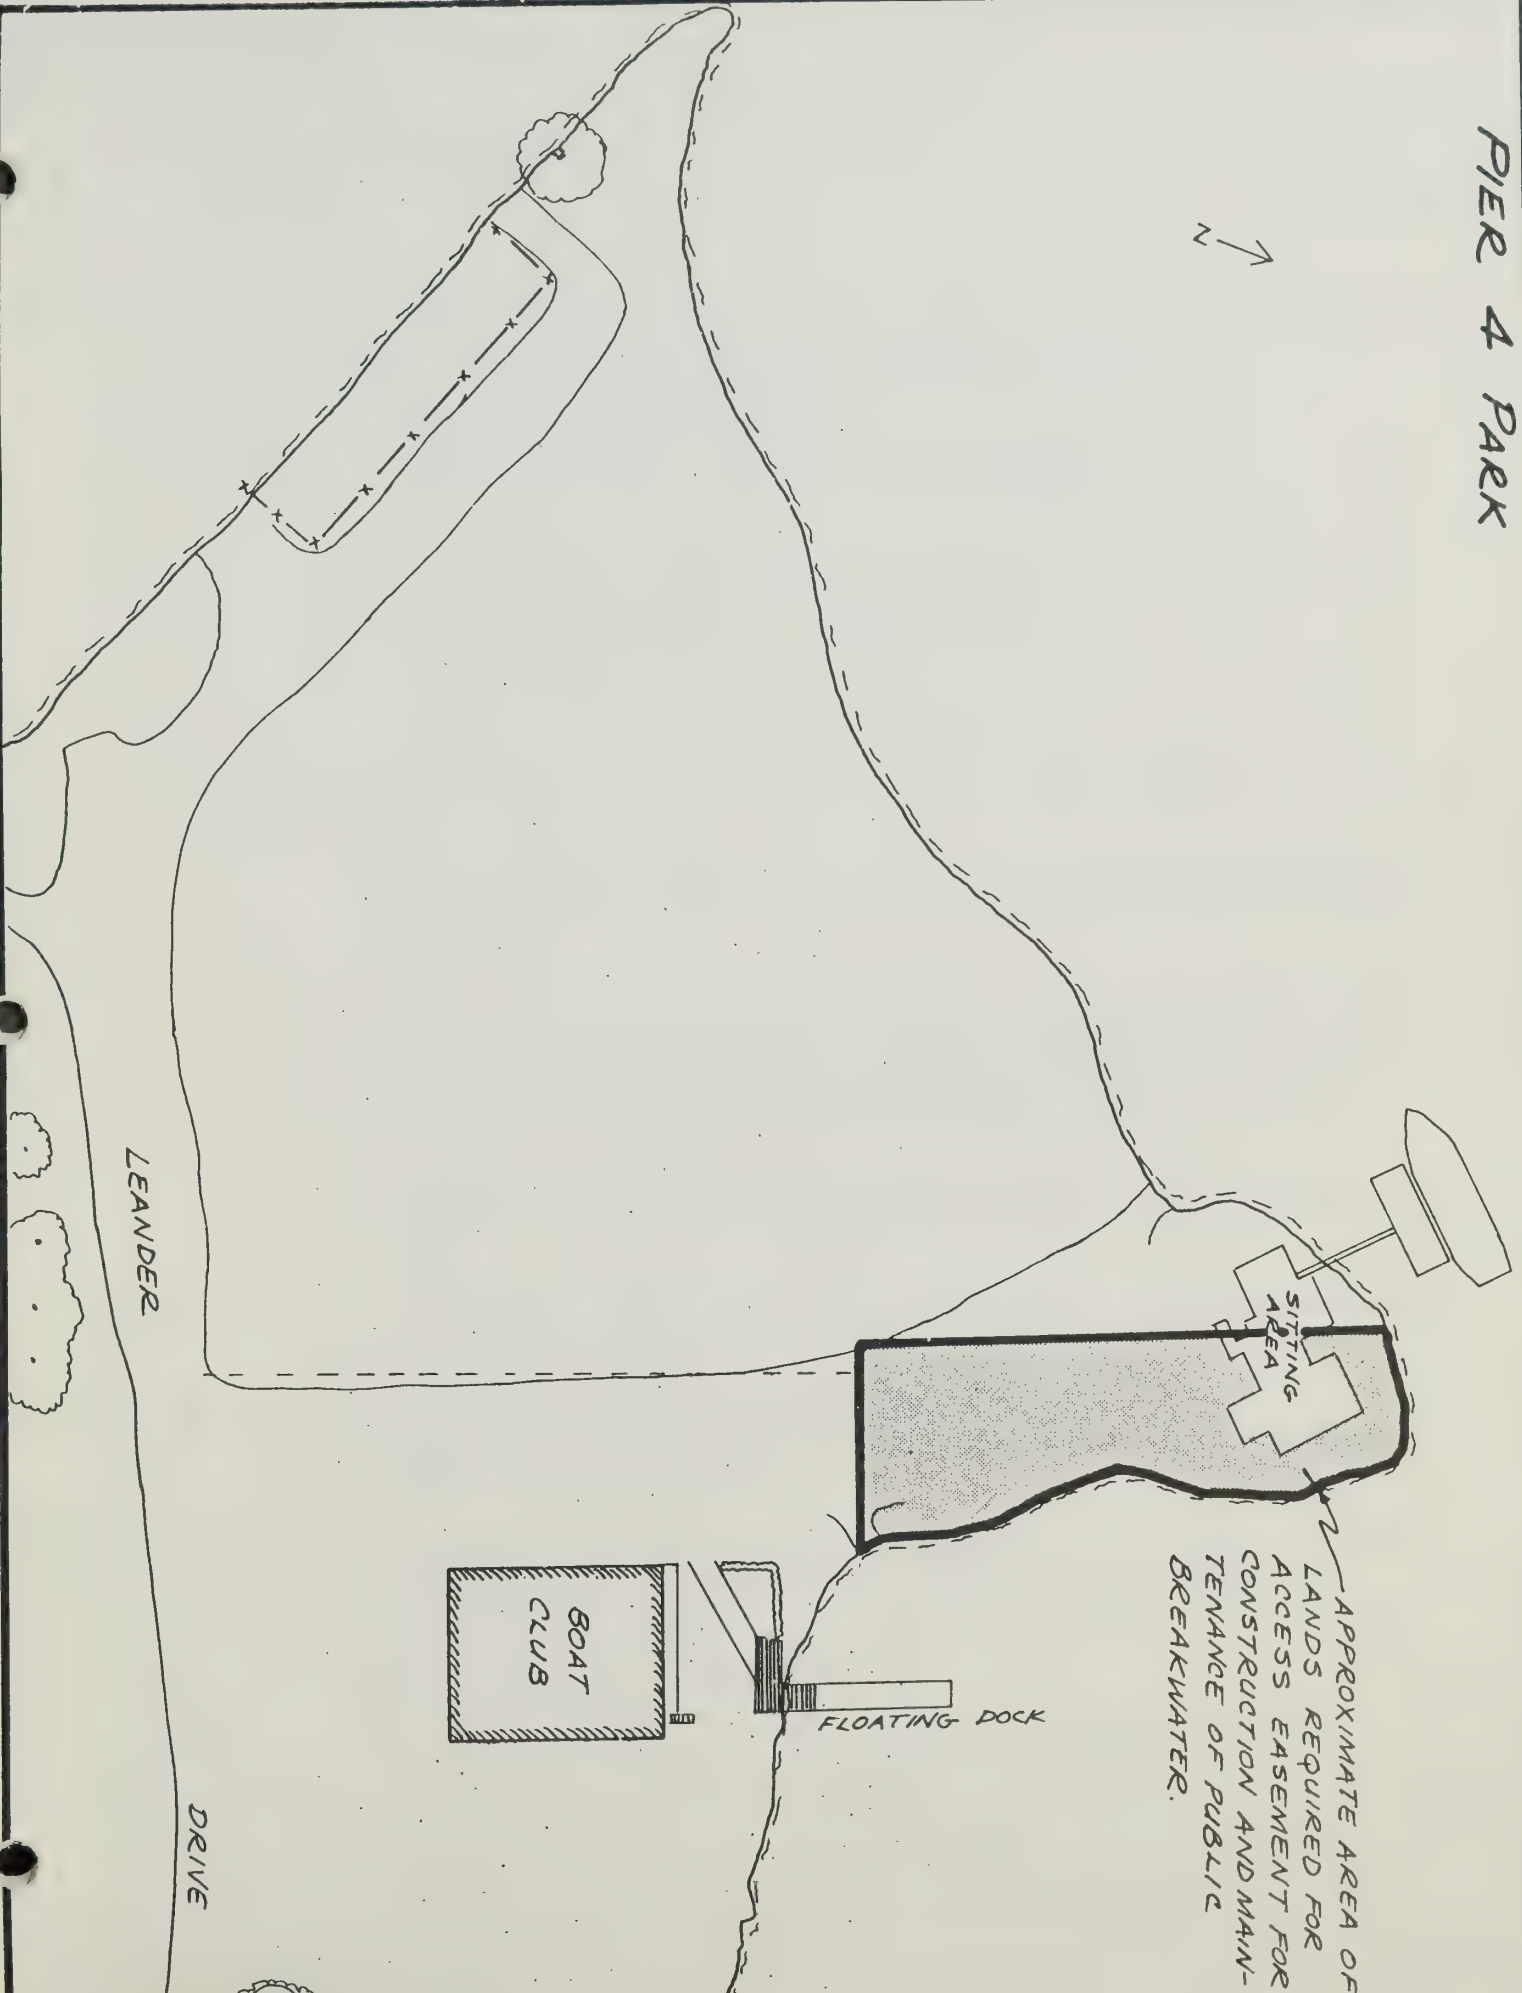 PIER 4 PARK
N
SITTING
AREA
APPROXIMATE AREA OF
LANDS REQUIRED FOR
ACCESS EASEMENT FOR
CONSTRUCTION AND MAIN-
TENANCE OF PUBLIC
BREAKWATER.
FLOATING DOCK
BOAT
CLUB
LEANDER DRIVE